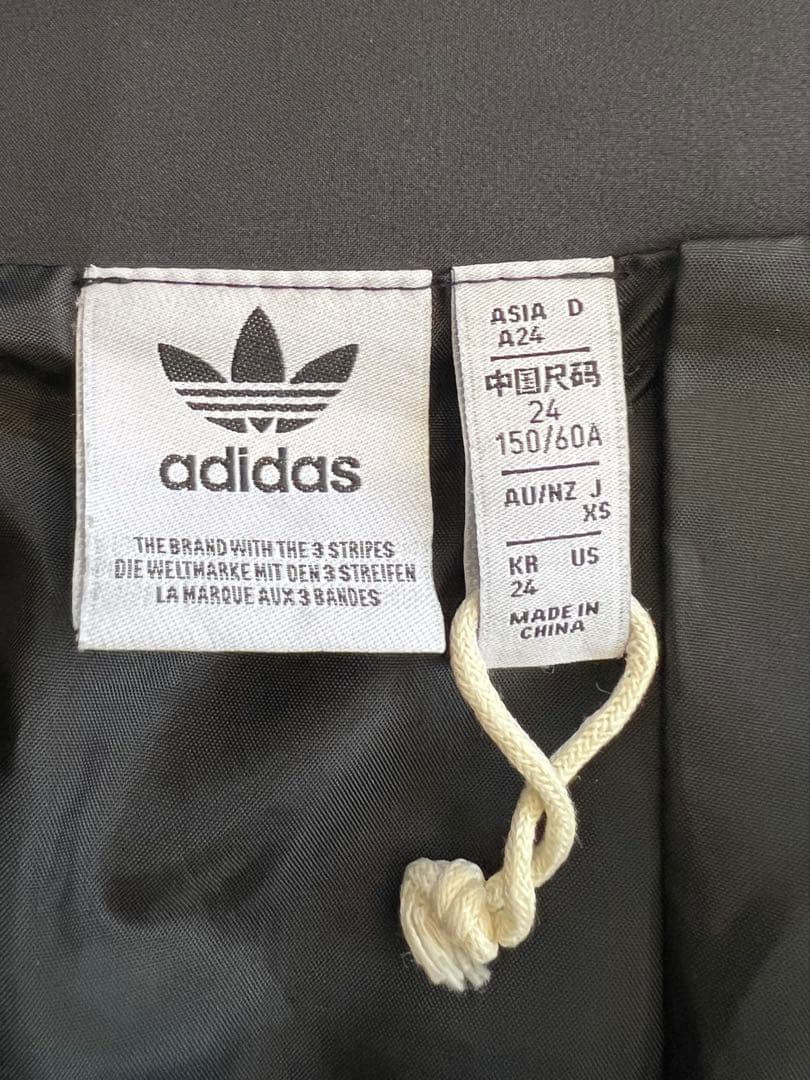 adidas
THE BRAND WITH THE 3 STRIPES
DIE WELTMARKE MIT DEN 3 STREIFEN
LA MARQUE AUX 3 BANDES
ASIA D
A24
中国尺码
24
150/60A
AU/NZ J
XS
KR US
24
MADE IN
CHINA